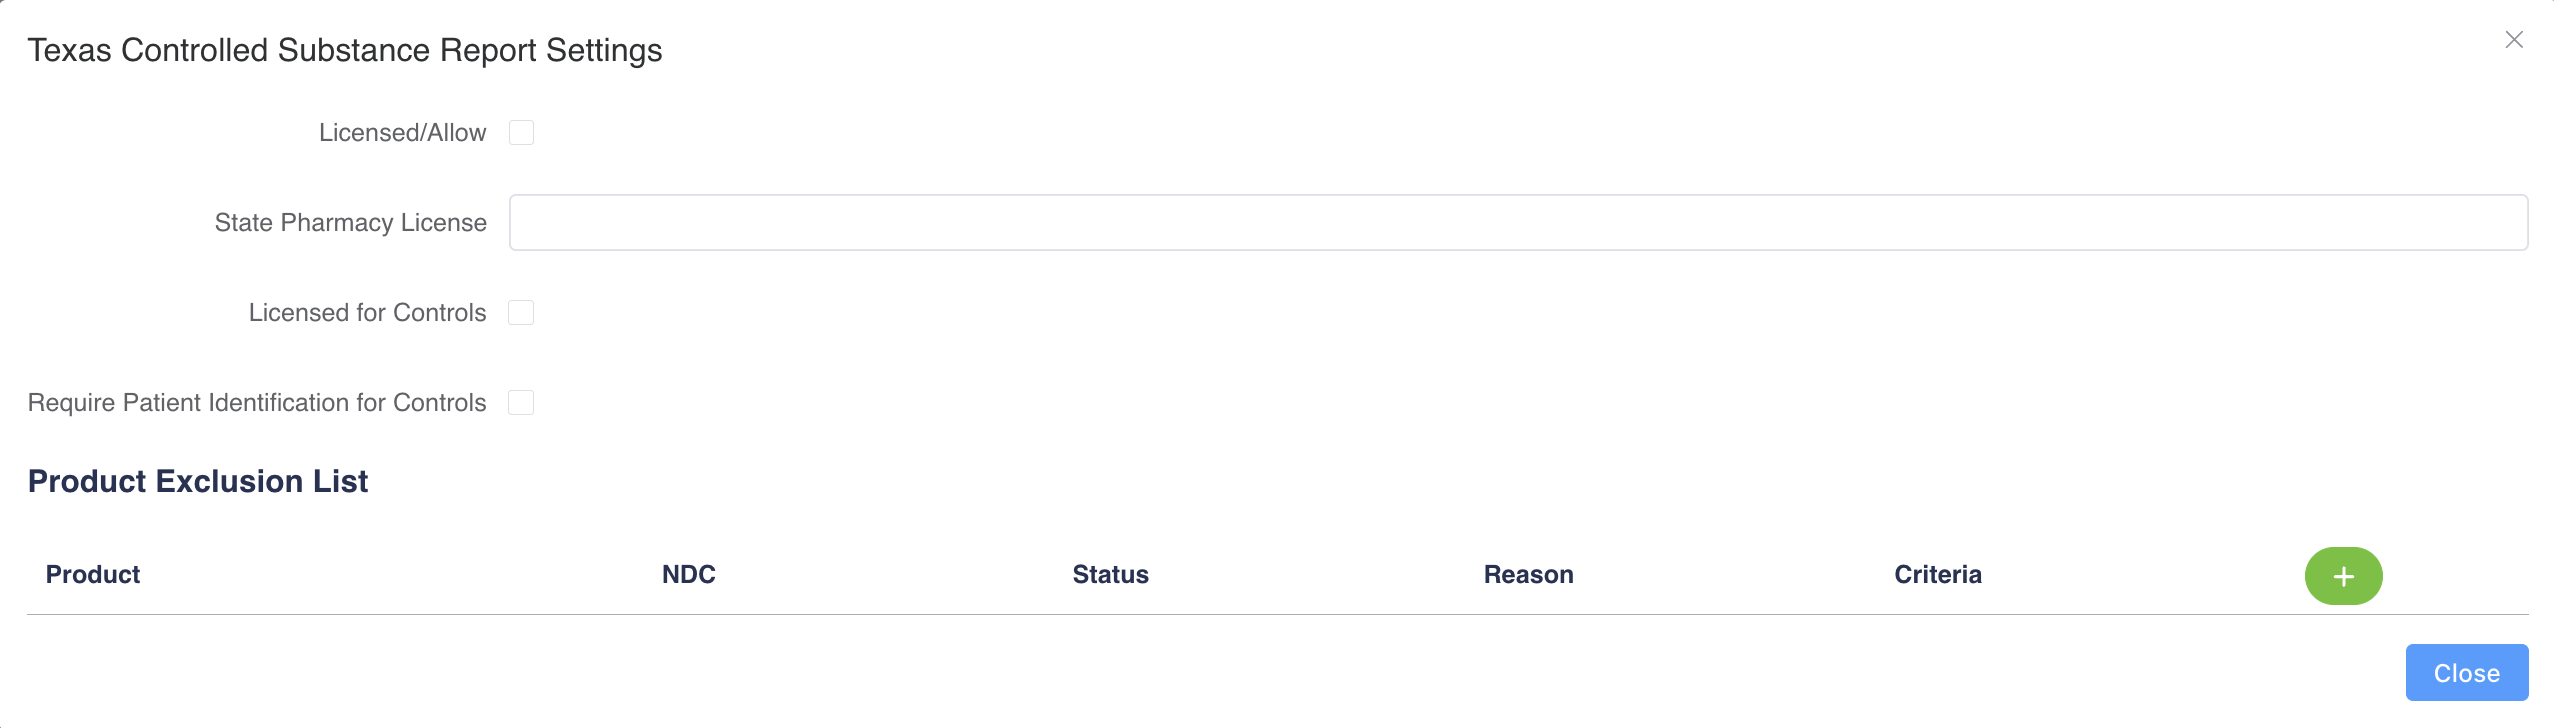 Texas Controlled Substance Report Settings
Licensed/Allow
State Pharmacy License
Licensed for Controls
Require Patient Identification for Controls
Product Exclusion List
Product NDC Status Reason Criteria +
Close